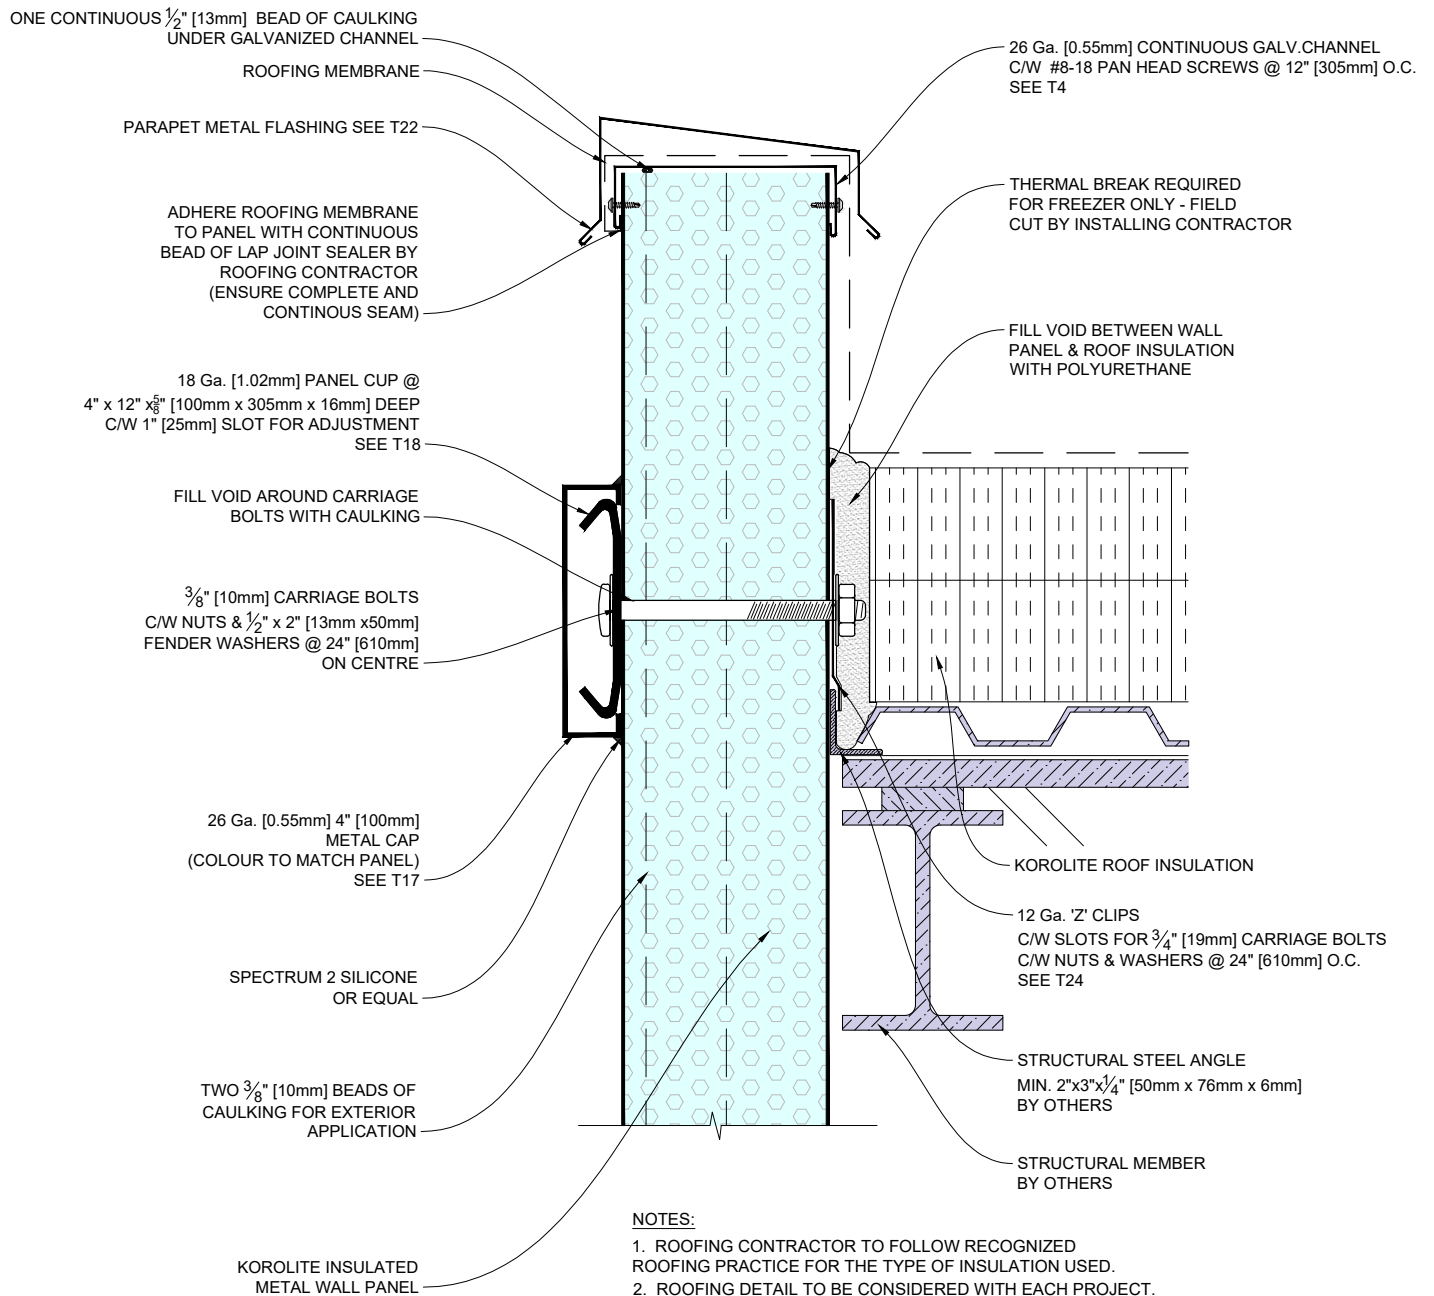 ONE CONTINUOUS 1/2" [13mm] BEAD OF CAULKING
UNDER GALVANIZED CHANNEL
ROOFING MEMBRANE
PARAPET METAL FLASHING SEE T22
ADHERE ROOFING MEMBRANE
TO PANEL WITH CONTINUOUS
BEAD OF LAP JOINT SEALER BY
ROOFING CONTRACTOR
(ENSURE COMPLETE AND
CONTINOUS SEAM)
18 Ga. [1.02mm] PANEL CUP @
4" x 12" x5/8" [100mm x 305mm x 16mm] DEEP
C/W 1" [25mm] SLOT FOR ADJUSTMENT
SEE T18
FILL VOID AROUND CARRIAGE
BOLTS WITH CAULKING
3/8" [10mm] CARRIAGE BOLTS
C/W NUTS & 1/2" x 2" [13mm x50mm]
FENDER WASHERS @ 24" [610mm]
ON CENTRE
26 Ga. [0.55mm] 4" [100mm]
METAL CAP
(COLOUR TO MATCH PANEL)
SEE T17
SPECTRUM 2 SILICONE
OR EQUAL
TWO 3/8" [10mm] BEADS OF
CAULKING FOR EXTERIOR
APPLICATION
KOROLITE INSULATED
METAL WALL PANEL
26 Ga. [0.55mm] CONTINUOUS GALV.CHANNEL
C/W #8-18 PAN HEAD SCREWS @ 12" [305mm] O.C.
SEE T4
THERMAL BREAK REQUIRED
FOR FREEZER ONLY - FIELD
CUT BY INSTALLING CONTRACTOR
FILL VOID BETWEEN WALL
PANEL & ROOF INSULATION
WITH POLYURETHANE
KOROLITE ROOF INSULATION
12 Ga. 'Z' CLIPS
C/W SLOTS FOR 3/4" [19mm] CARRIAGE BOLTS
C/W NUTS & WASHERS @ 24" [610mm] O.C.
SEE T24
STRUCTURAL STEEL ANGLE
MIN. 2"x3"x1/4" [50mm x 76mm x 6mm]
BY OTHERS
STRUCTURAL MEMBER
BY OTHERS
NOTES:
1. ROOFING CONTRACTOR TO FOLLOW RECOGNIZED
ROOFING PRACTICE FOR THE TYPE OF INSULATION USED.
2. ROOFING DETAIL TO BE CONSIDERED WITH EACH PROJECT.